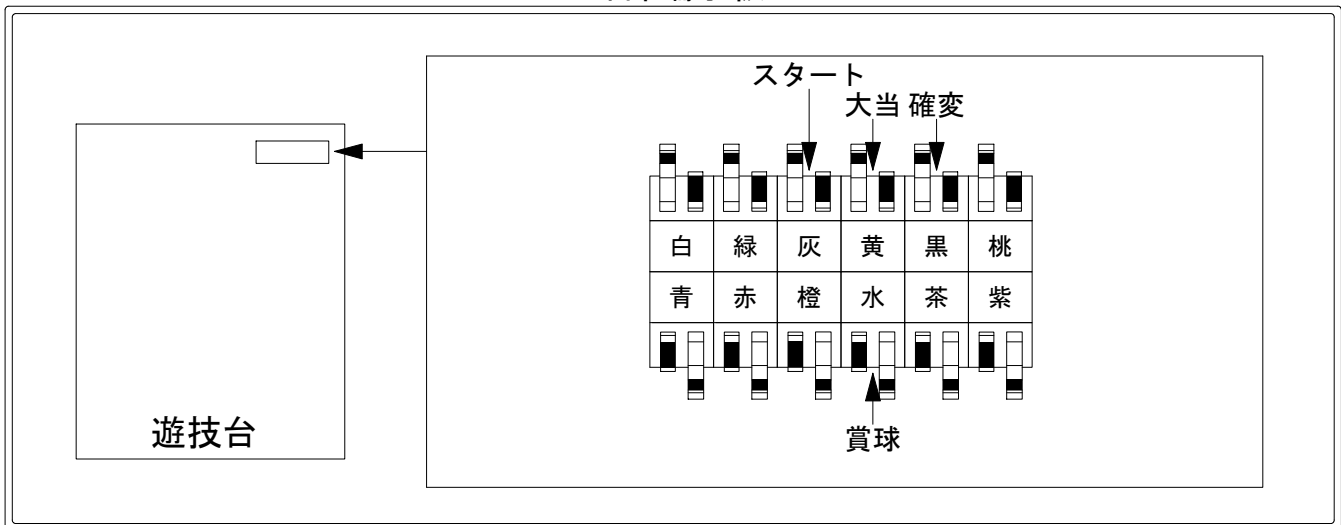 スタート
大当 確変
白 緑 灰 黄 黒 桃
青 赤 橙 水 茶 紫
賞球
遊技台